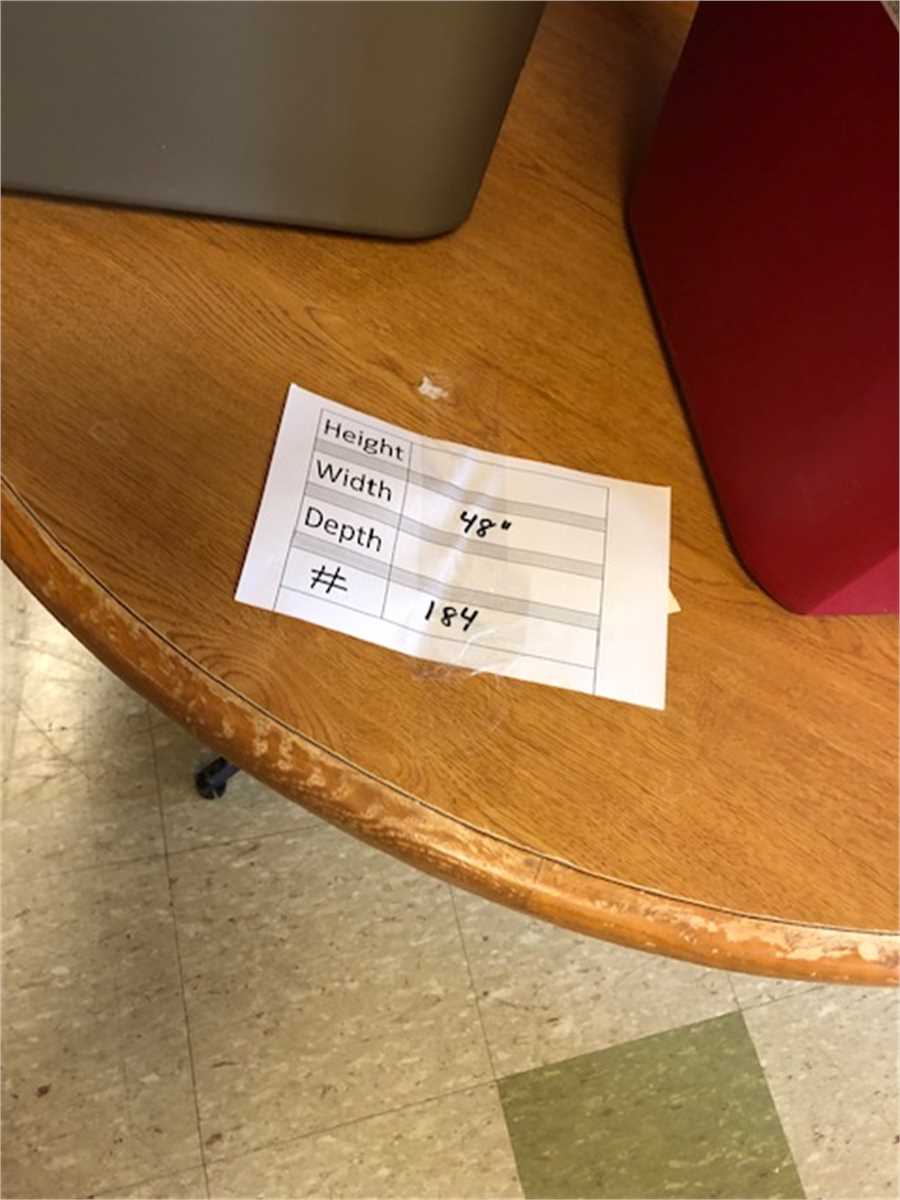 Height
Width 48"
Depth
# 184